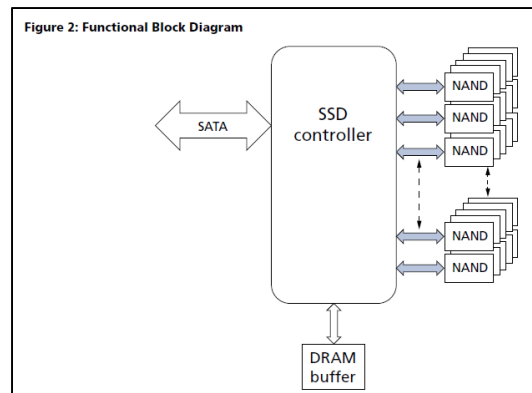 Figure 2: Functional Block Diagram
SATA
SSD
controller
NAND
NAND
NAND
NAND
NAND
DRAM
buffer